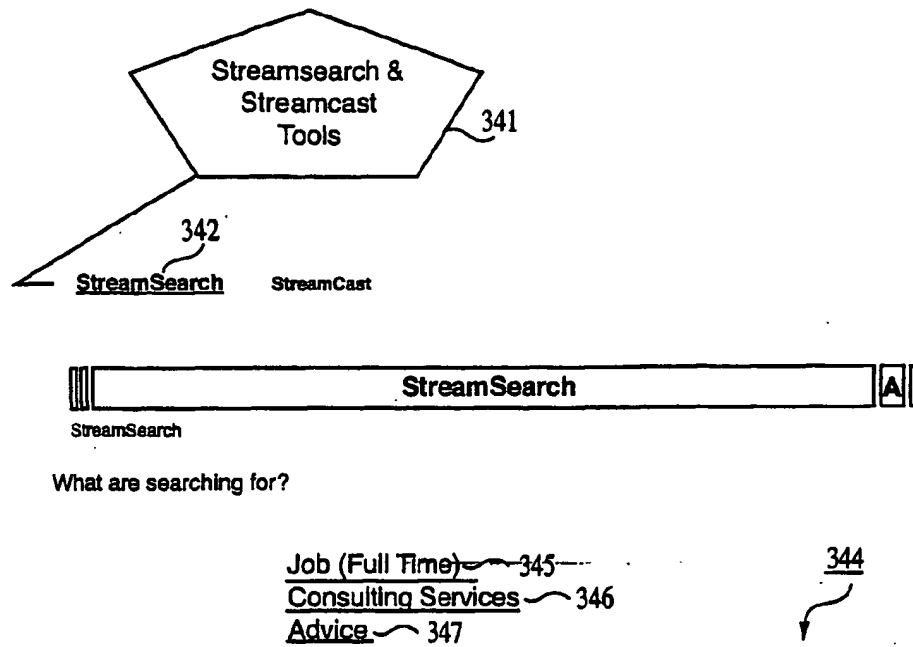 Streamsearch &
Streamcast
Tools
341
342
StreamSearch StreamCast
StreamSearch A
StreamSearch
What are searching for?
Job (Full Time) 345
344
Consulting Services 346
Advice 347